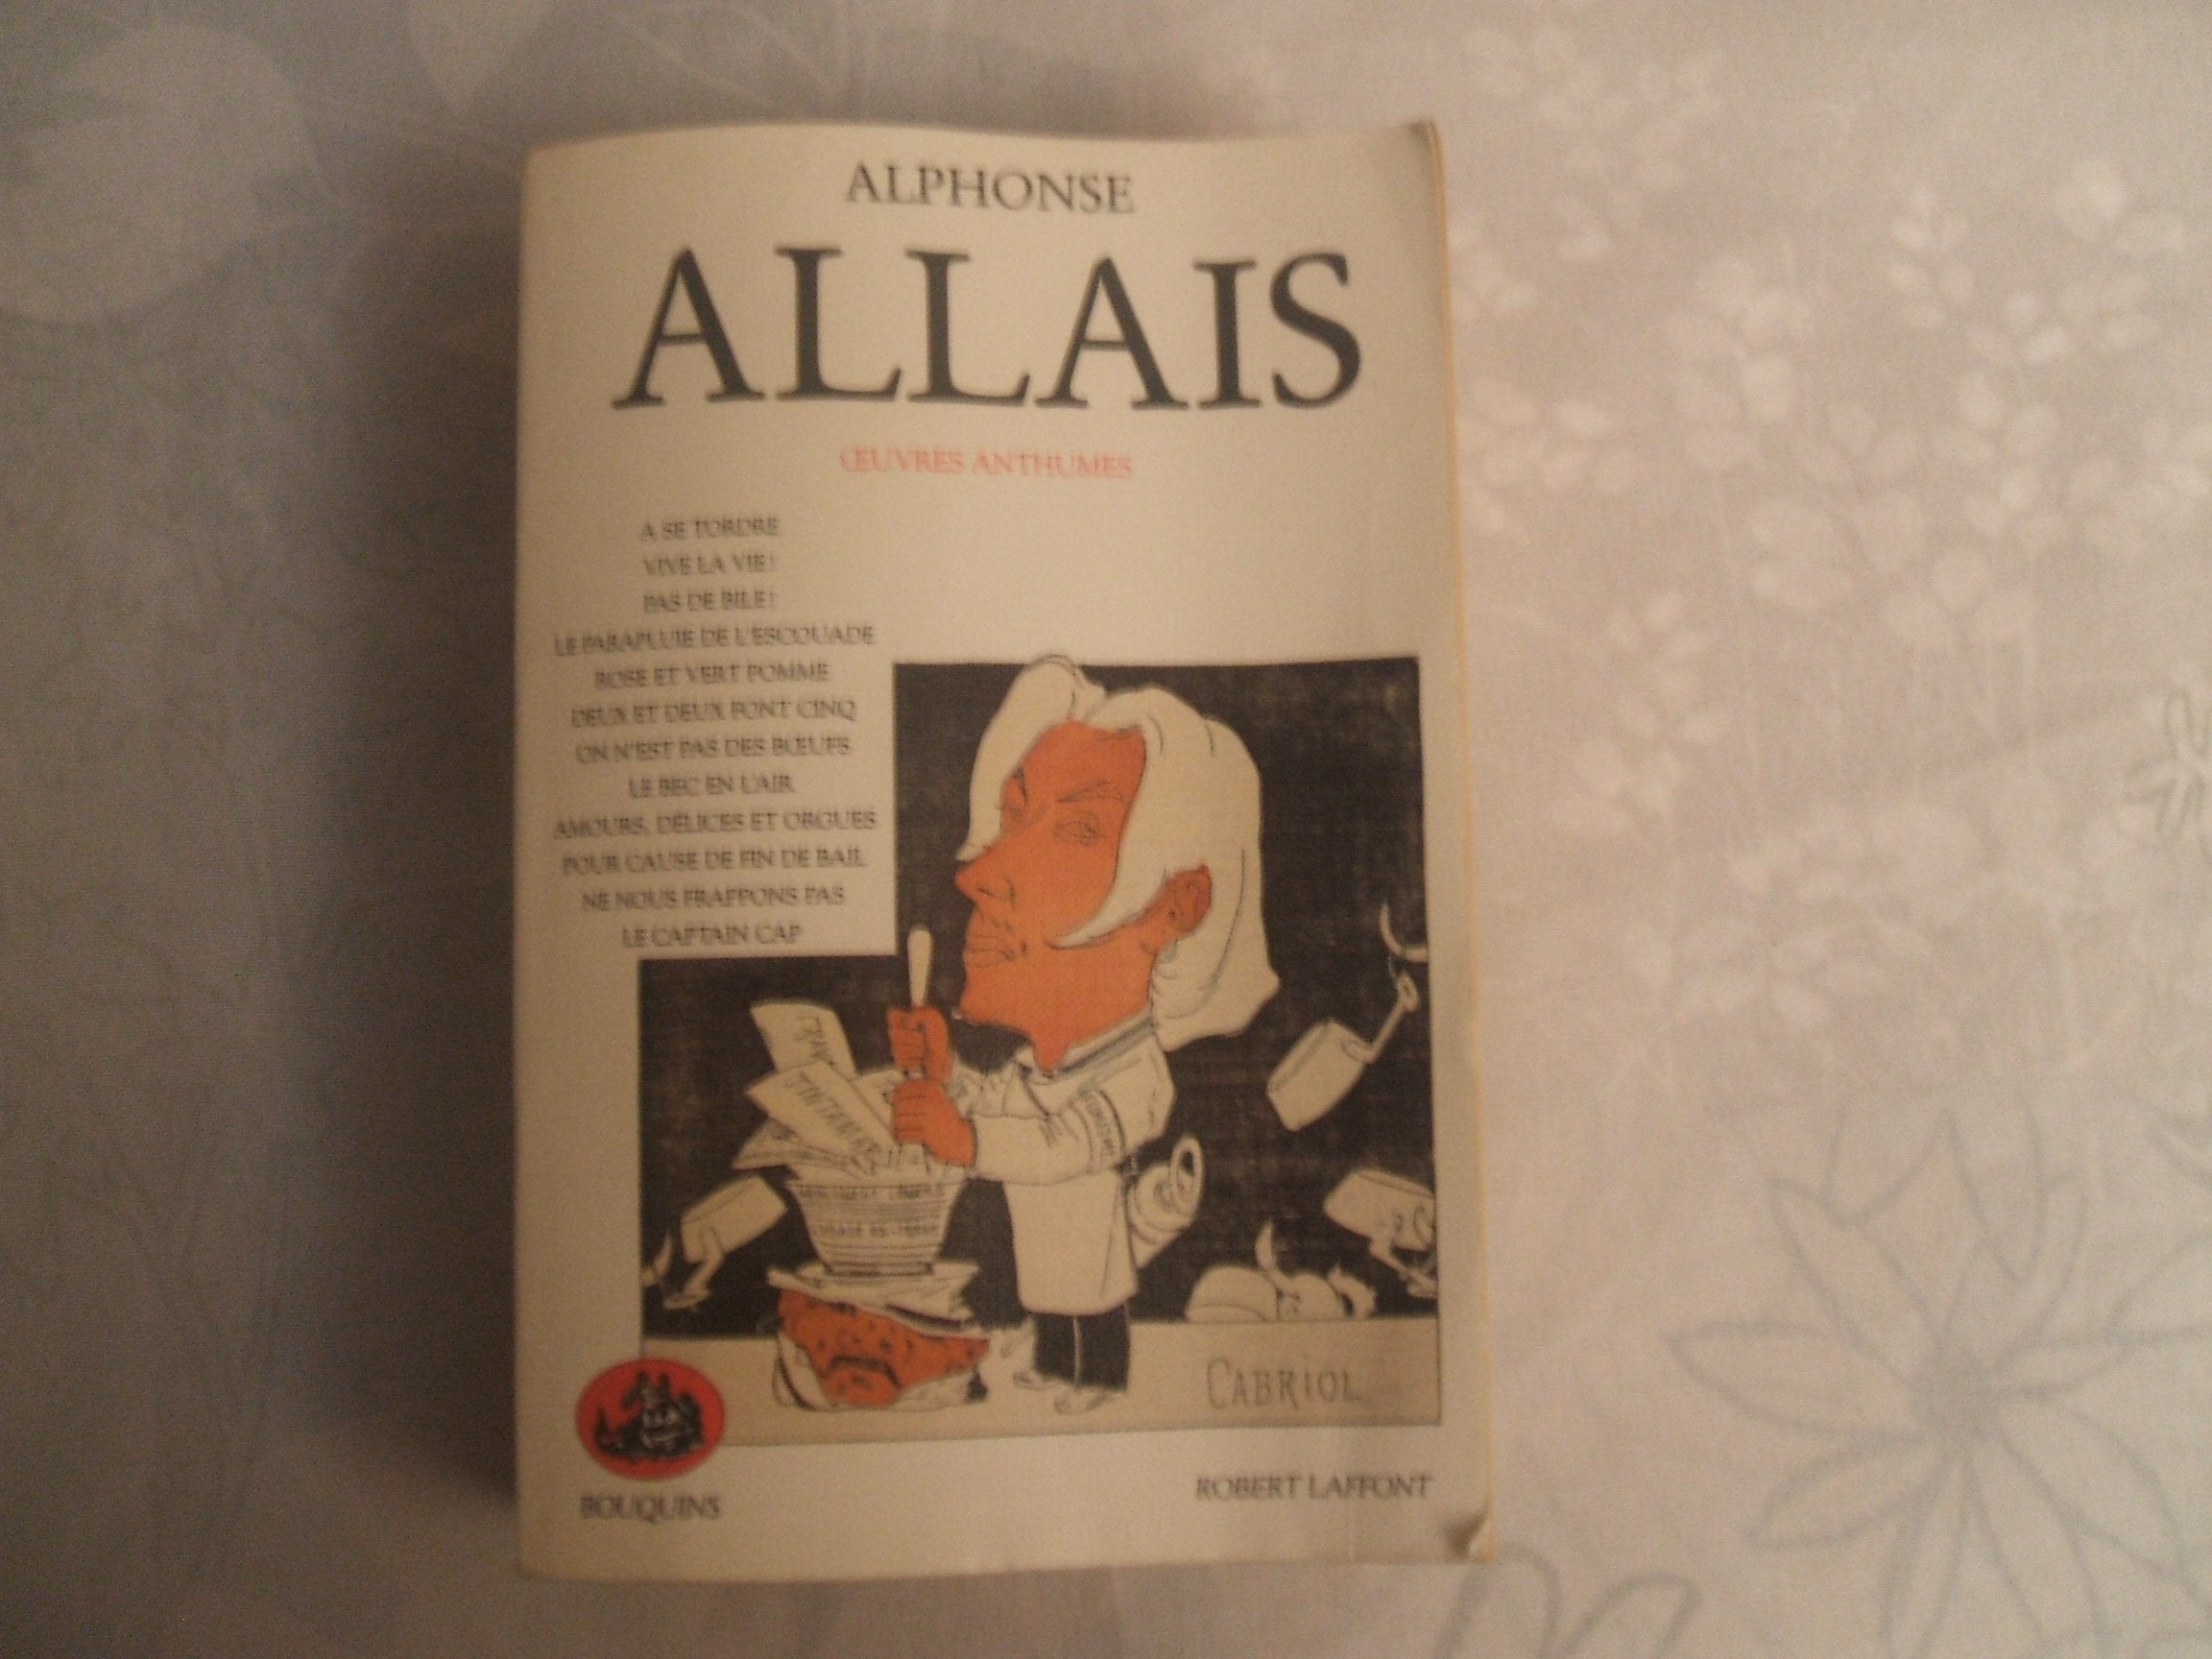 ALPHONSE
ALLAIS
ŒUVRES ANTHUMES
A SE TORDRE
VIVE LA VIE!
PAS DE BILE!
LE PARAPLUIE DE L'ESCOUADE
ROSE ET VERT POMME
DEUX ET DEUX FONT CINQ
ON N'EST PAS DES BŒUFS
LE BEC EN L'AIR
AMOURS, DÉLICES ET ORGUES
POUR CAUSE DE FIN DE BAIL
NE NOUS FRAPPONS PAS
LE CAPTAIN CAP
CABRIOL
BOUQUINS
ROBERT LAFFONT